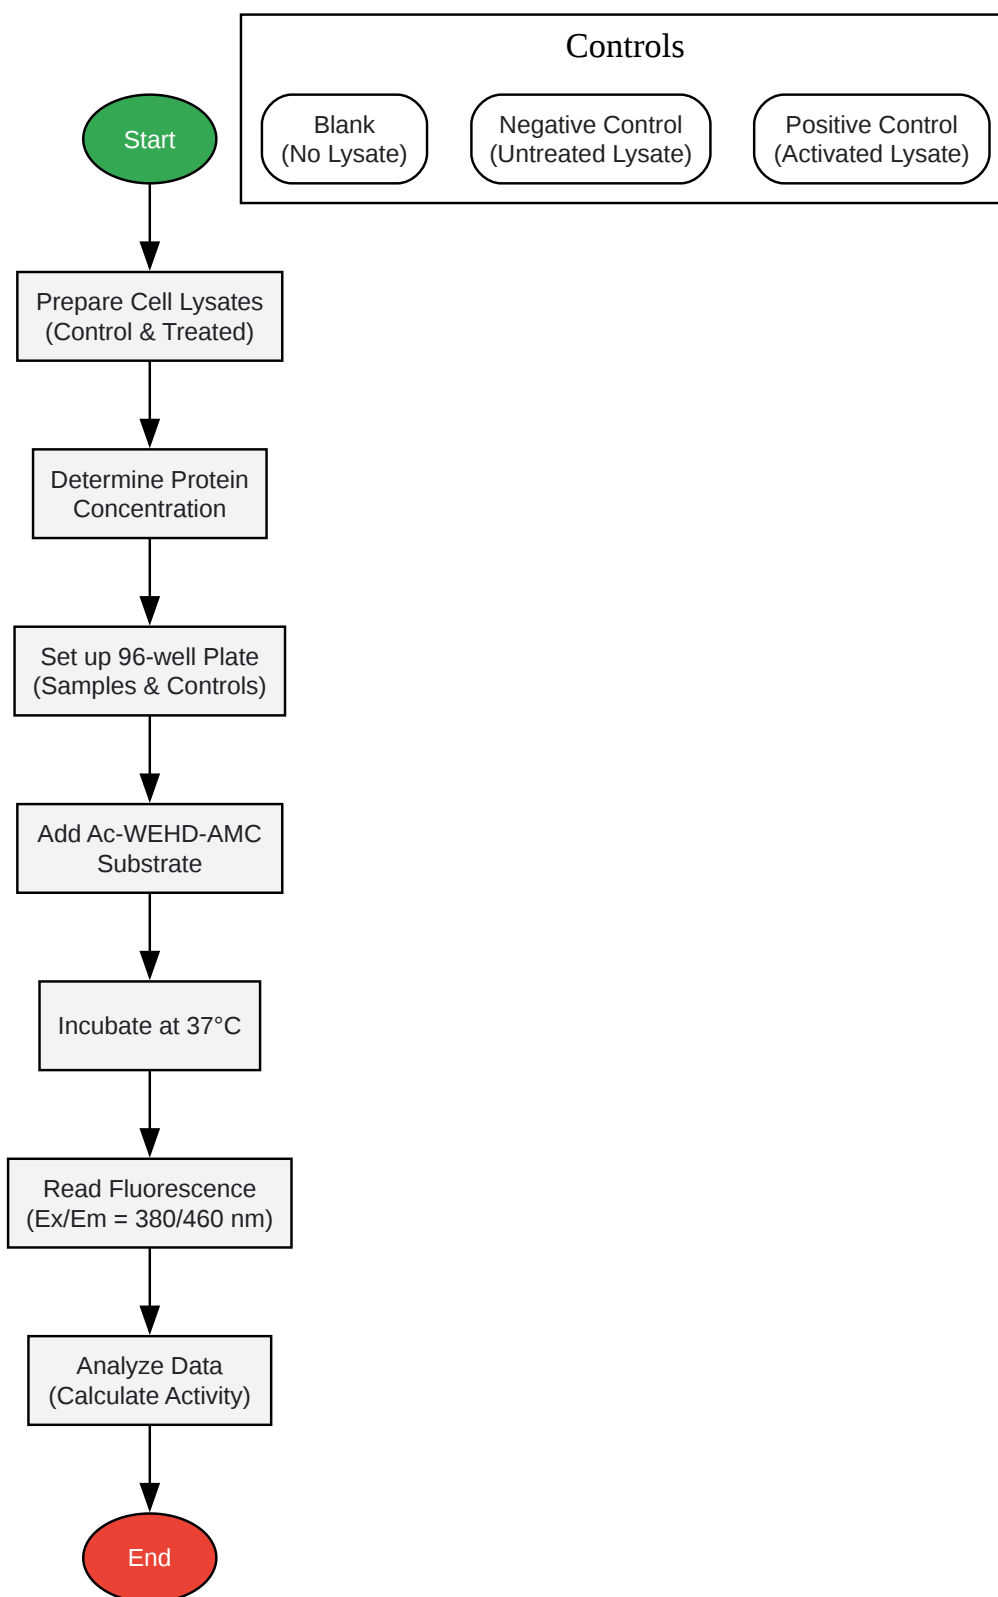 Controls
Blank
(No Lysate)
Negative Control
(Untreated Lysate)
Positive Control
(Activated Lysate)
Start
Prepare Cell Lysates
(Control & Treated)
Determine Protein
Concentration
Set up 96-well Plate
(Samples & Controls)
Add Ac-WEHD-AMC
Substrate
Incubate at 37°C
Read Fluorescence
(Ex/Em = 380/460 nm)
Analyze Data
(Calculate Activity)
End